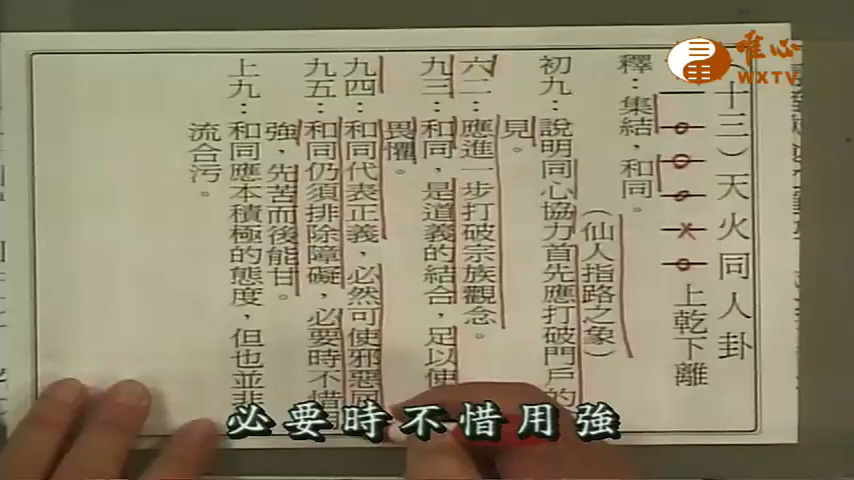 唯心
WXTV
(十三)天火同人卦
上乾下離
釋：集結，和同。
(仙人指路之象)
初九：說明同心協力首先應打破門戶的
見。
六二：應進一步打破宗族觀念。
九三：和同，是道義的結合，足以使
畏懼。
九四：和同代表正義，必然可使邪惡
九五：和同仍須排除障礙，必要時不惜
強，先苦而後能甘。
上九：和同應本積極的態度，但也並非
流合污。
必要時不惜用強